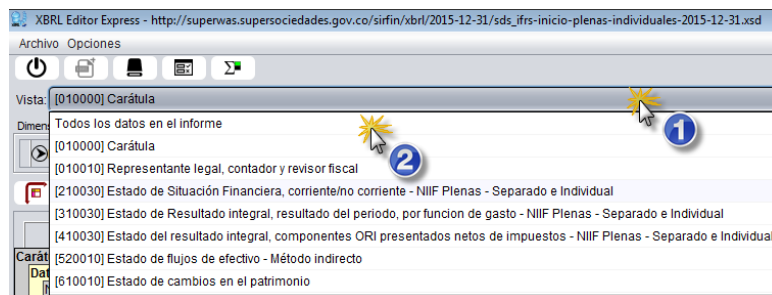 XBRL Editor Express - http://superwas.supersociedades.gov.co/sirfin/xbrl/2015-12-31/sds_ifrs-inicio-plenas-individuales-2015-12-31.xsd
Archivo Opciones
Vista: [010000] Carátula
Dimens
Todos los datos en el informe
1
[010000] Carátula
2
[010010] Representante legal, contador y revisor fiscal
[210030] Estado de Situación Financiera, corriente/no corriente - NIIF Plenas - Separado e Individual
[310030] Estado de Resultado integral, resultado del periodo, por funcion de gasto - NIIF Plenas - Separado e Individual
[410030] Estado del resultado integral, componentes ORI presentados netos de impuestos - NIIF Plenas - Separado e Individual
Carát
[520010] Estado de flujos de efectivo - Método indirecto
Dat
[610010] Estado de cambios en el patrimonio